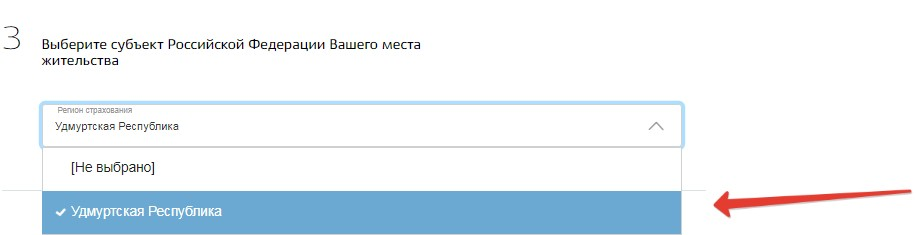 3
Выберите субъект Российской Федерации Вашего места
жительства
Регион страхования
Удмуртская Республика
[Не выбрано]
Удмуртская Республика